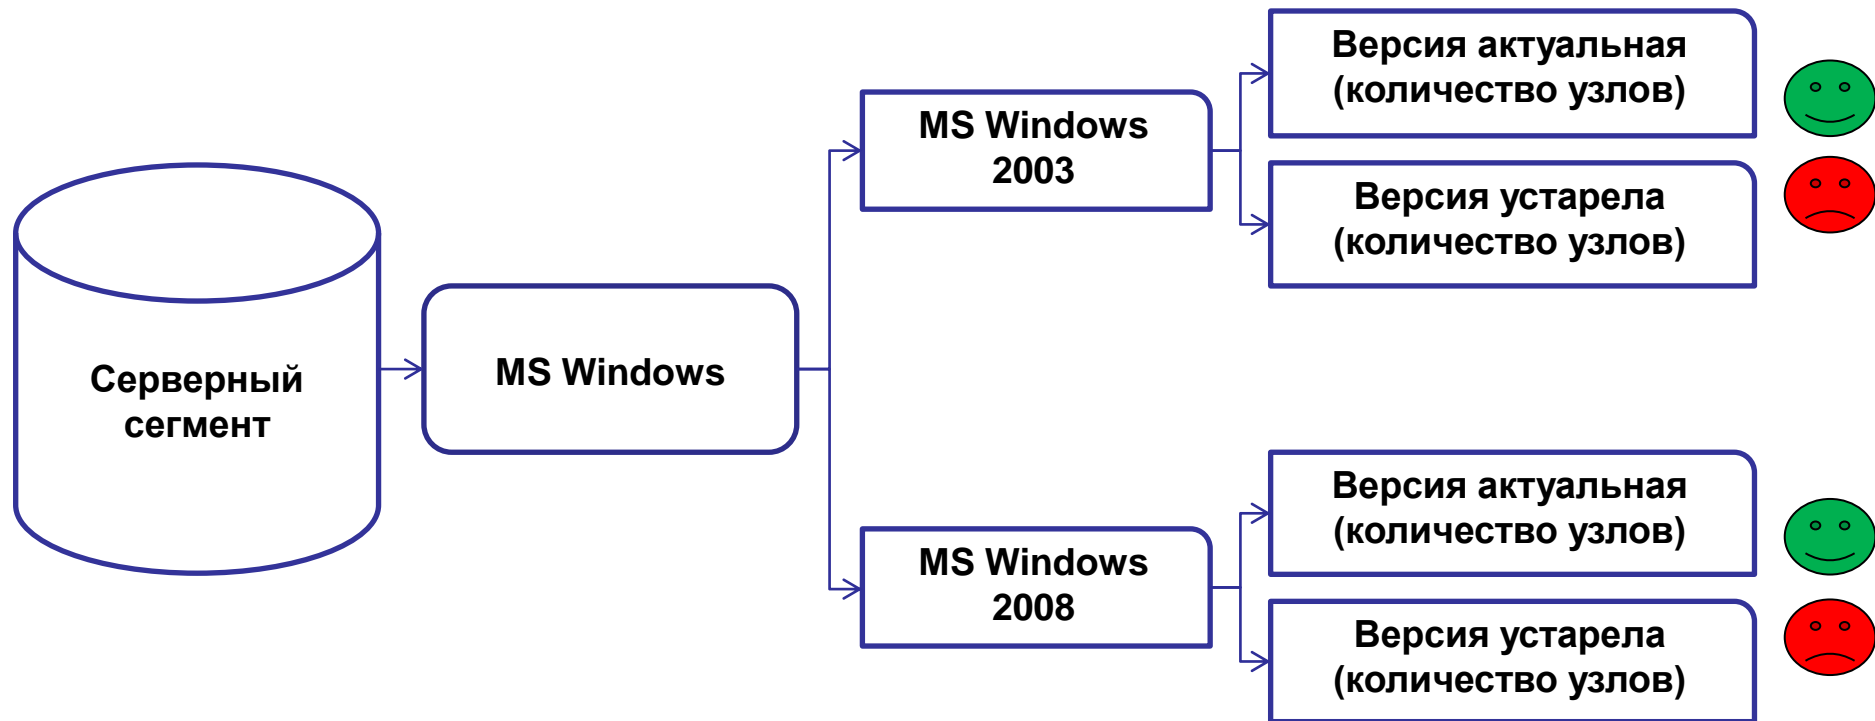 Серверный
сегмент
MS Windows
MS Windows
2003
Версия актуальная
(количество узлов)
Версия устарела
(количество узлов)
MS Windows
2008
Версия актуальная
(количество узлов)
Версия устарела
(количество узлов)